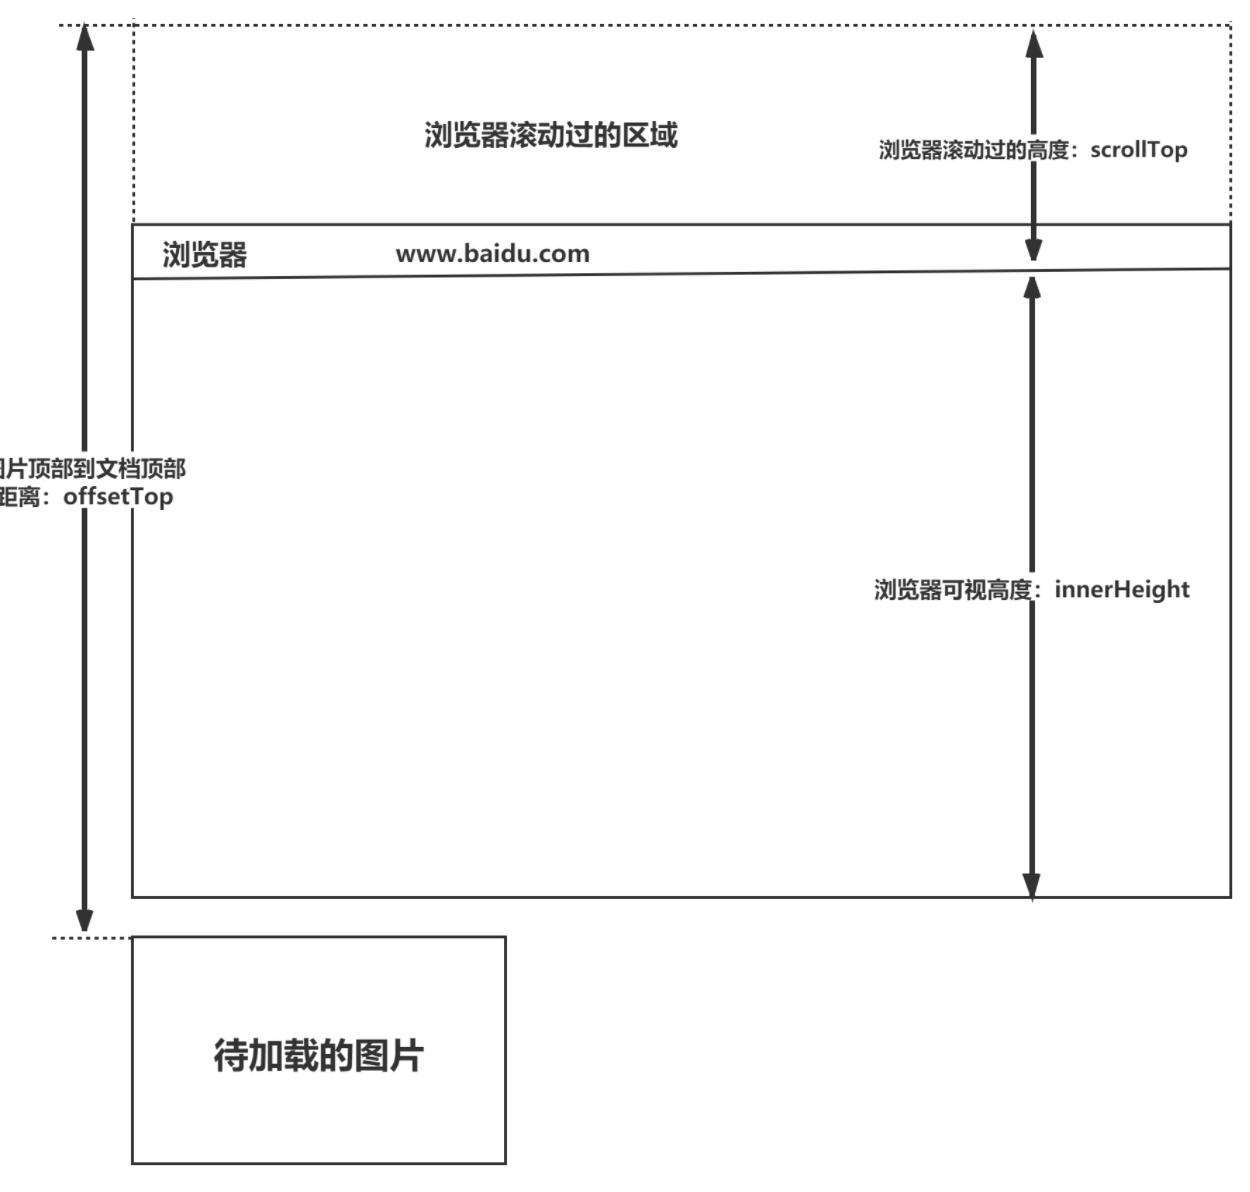 浏览器滚动过的区域
浏览器滚动过的高度：scrollTop
浏览器
www.baidu.com
图片顶部到文档顶部
距离：offsetTop
浏览器可视高度：innerHeight
待加载的图片